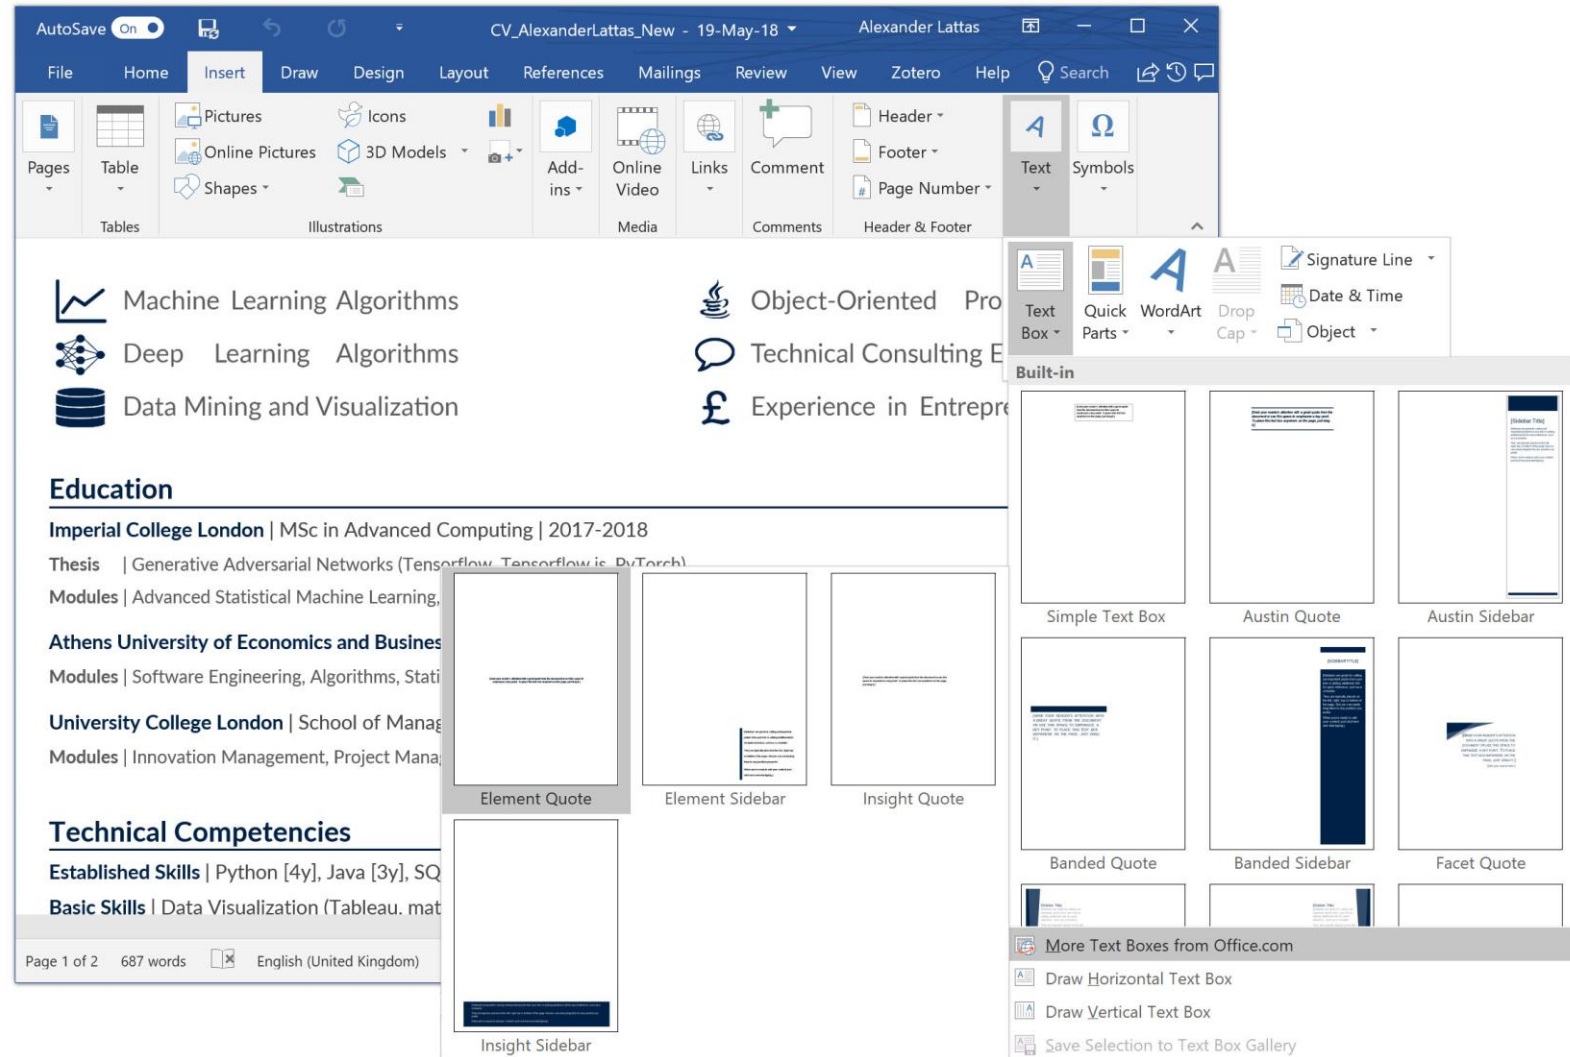 AutoSave On CV_AlexanderLattas_New - 19-May-18 Alexander Lattas
File Home Insert Draw Design Layout References Mailings Review View Zotero Help Search
Pages
Table
Pictures
Online Pictures
Shapes
Icons
3D Models
Add-
ins
Online
Video
Links
Comment
Header
Footer
Page Number
Text
Symbols
Tables Illustrations Media Comments Header & Footer
Machine Learning Algorithms
Deep Learning Algorithms
Data Mining and Visualization
Object-Oriented Pro
Technical Consulting E
Experience in Entrepre
Education
Imperial College London | MSc in Advanced Computing | 2017-2018
Thesis | Generative Adversarial Networks (Tensorflow, Tensorflow.js, PyTorch)
Modules | Advanced Statistical Machine Learning,
Athens University of Economics and Busines
Modules | Software Engineering, Algorithms, Stati
University College London | School of Manag
Modules | Innovation Management, Project Mana
Technical Competencies
Established Skills | Python [4y], Java [3y], SQ
Basic Skills | Data Visualization (Tableau, mat
Page 1 of 2 687 words English (United Kingdom)
Element Quote Element Sidebar Insight Quote
Insight Sidebar
Text
Box
Quick
Parts
WordArt
Drop
Cap
Signature Line
Date & Time
Object
Built-in
[Sidebar Title]
Simple Text Box Austin Quote Austin Sidebar
[SIDEBAR TITLE]
Banded Quote Banded Sidebar Facet Quote
More Text Boxes from Office.com
Draw Horizontal Text Box
Draw Vertical Text Box
Save Selection to Text Box Gallery